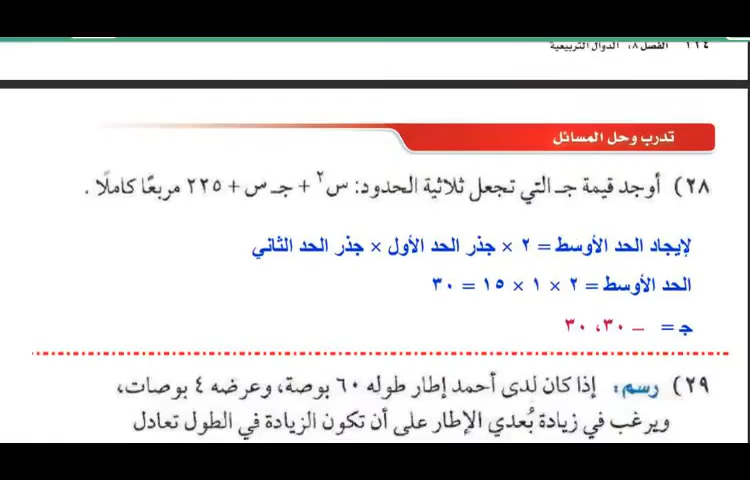 ١١٤ الفصل ٨، الدوال التربيعية
تدرب وحل المسائل
٢٨) أوجد قيمة جـ التي تجعل ثلاثية الحدود: س٢ + جـ س + ٢٢٥ مربعًا كاملًا .
لإيجاد الحد الأوسط = ٢ × جذر الحد الأول × جذر الحد الثاني
الحد الأوسط = ٢ × ١ × ١٥ = ٣٠
ج = – ٣٠، ٣٠
٢٩) رسم: إذا كان لدى أحمد إطار طوله ٦٠ بوصة، وعرضه ٤ بوصات،
ويرغب في زيادة بُعدي الإطار على أن تكون الزيادة في الطول تعادل